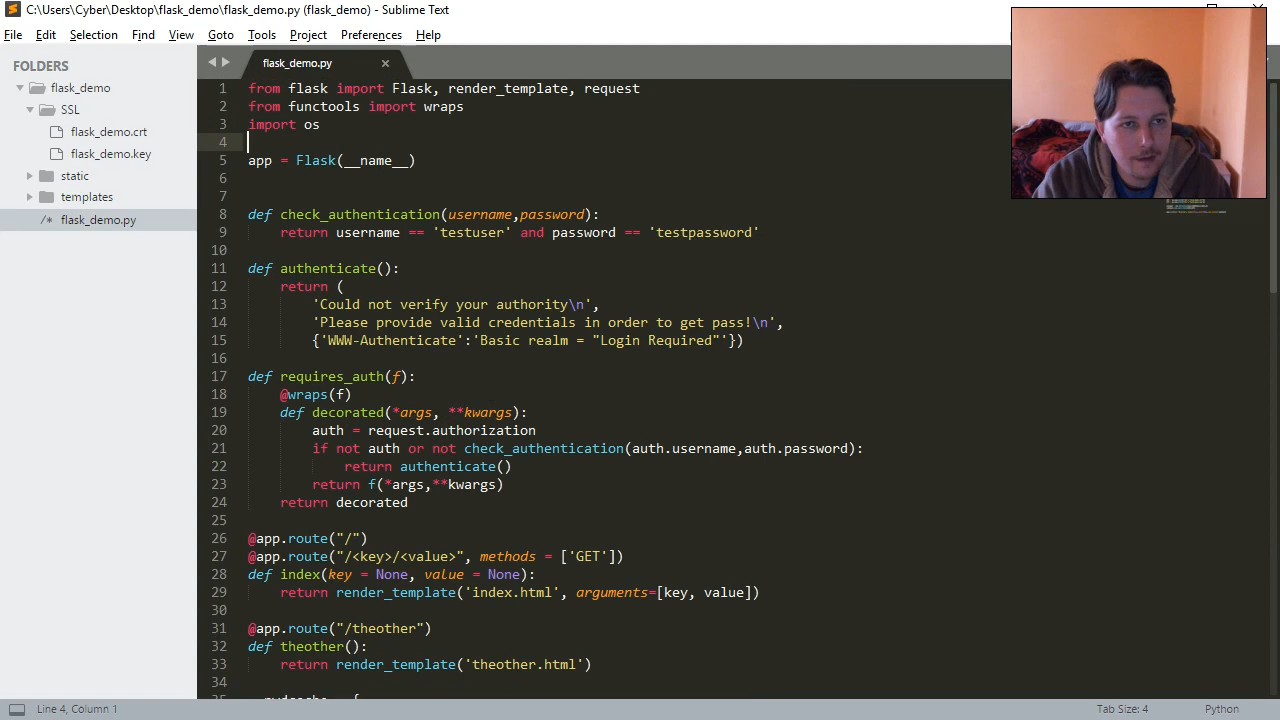 C:\Users\Cyber\Desktop\flask_demo\flask_demo.py (flask_demo) - Sublime Text
File Edit Selection Find View Goto Tools Project Preferences Help
FOLDERS
flask_demo
SSL
flask_demo.crt
flask_demo.key
static
templates
/* flask_demo.py
flask_demo.py ×
1 from flask import Flask, render_template, request
2 from functools import wraps
3 import os
4
5 app = Flask(__name__)
6
7
8 def check_authentication(username,password):
9 return username == 'testuser' and password == 'testpassword'
10
11 def authenticate():
12 return (
13 'Could not verify your authority\n',
14 'Please provide valid credentials in order to get pass!\n',
15 {'WWW-Authenticate':'Basic realm = "Login Required"'})
16
17 def requires_auth(f):
18 @wraps(f)
19 def decorated(*args, **kwargs):
20 auth = request.authorization
21 if not auth or not check_authentication(auth.username,auth.password):
22 return authenticate()
23 return f(*args,**kwargs)
24 return decorated
25
26 @app.route("/")
27 @app.route("/<key>/<value>", methods = ['GET'])
28 def index(key = None, value = None):
29 return render_template('index.html', arguments=[key, value])
30
31 @app.route("/theother")
32 def theother():
33 return render_template('theother.html')
34
Line 4, Column 1
Tab Size: 4
Python